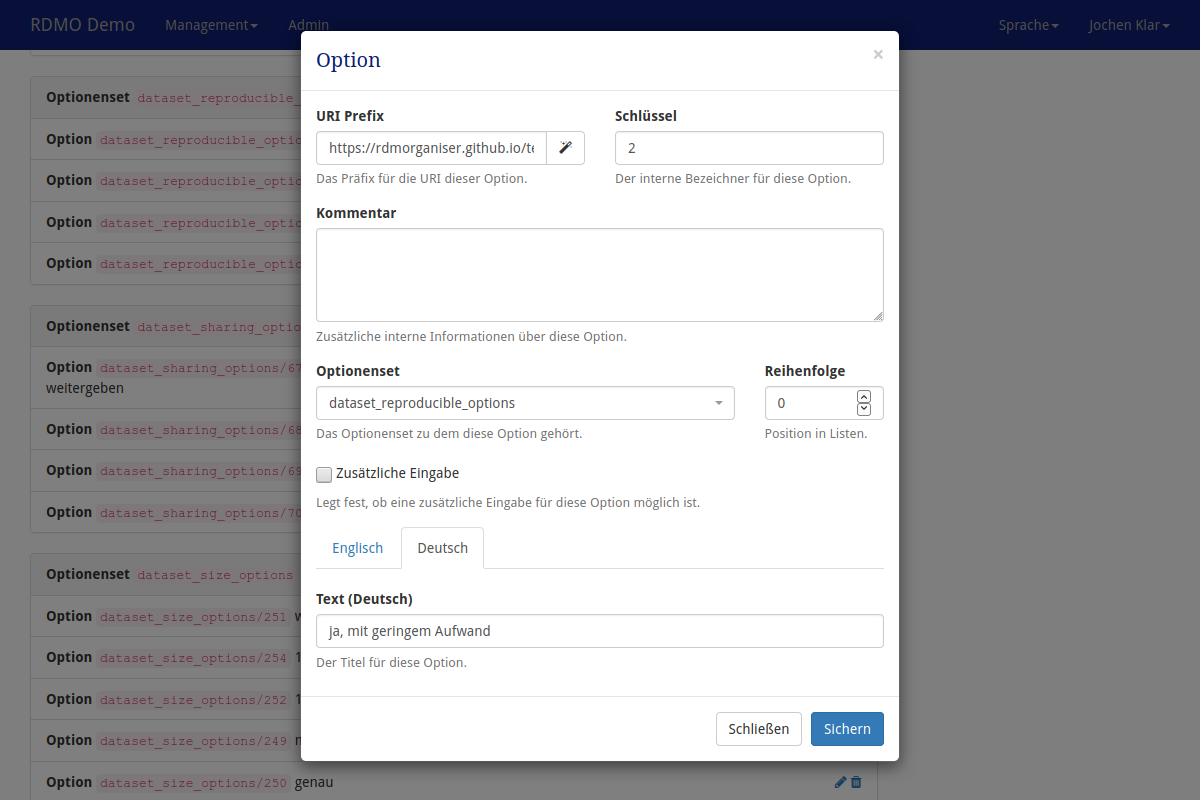 RDMO Demo Management Admin Sprache Jochen Klar
Option ×
URI Prefix Schlüssel
https://rdmorganiser.github.io/te 2
Das Präfix für die URI dieser Option. Der interne Bezeichner für diese Option.
Kommentar
Zusätzliche interne Informationen über diese Option.
Optionenset Reihenfolge
dataset_reproducible_options 0
Das Optionenset zu dem diese Option gehört. Position in Listen.
Zusätzliche Eingabe
Legt fest, ob eine zusätzliche Eingabe für diese Option möglich ist.
Englisch Deutsch
Text (Deutsch)
ja, mit geringem Aufwand
Der Titel für diese Option.
Schließen Sichern
Optionenset dataset_reproducible_
Option dataset_reproducible_optio
Option dataset_reproducible_optio
Option dataset_reproducible_optio
Option dataset_reproducible_optio
Optionenset dataset_sharing_optio
Option dataset_sharing_options/67
weitergeben
Option dataset_sharing_options/68
Option dataset_sharing_options/69
Option dataset_sharing_options/70
Optionenset dataset_size_options
Option dataset_size_options/251
Option dataset_size_options/254 1
Option dataset_size_options/252 1
Option dataset_size_options/249
Option dataset_size_options/250 genau